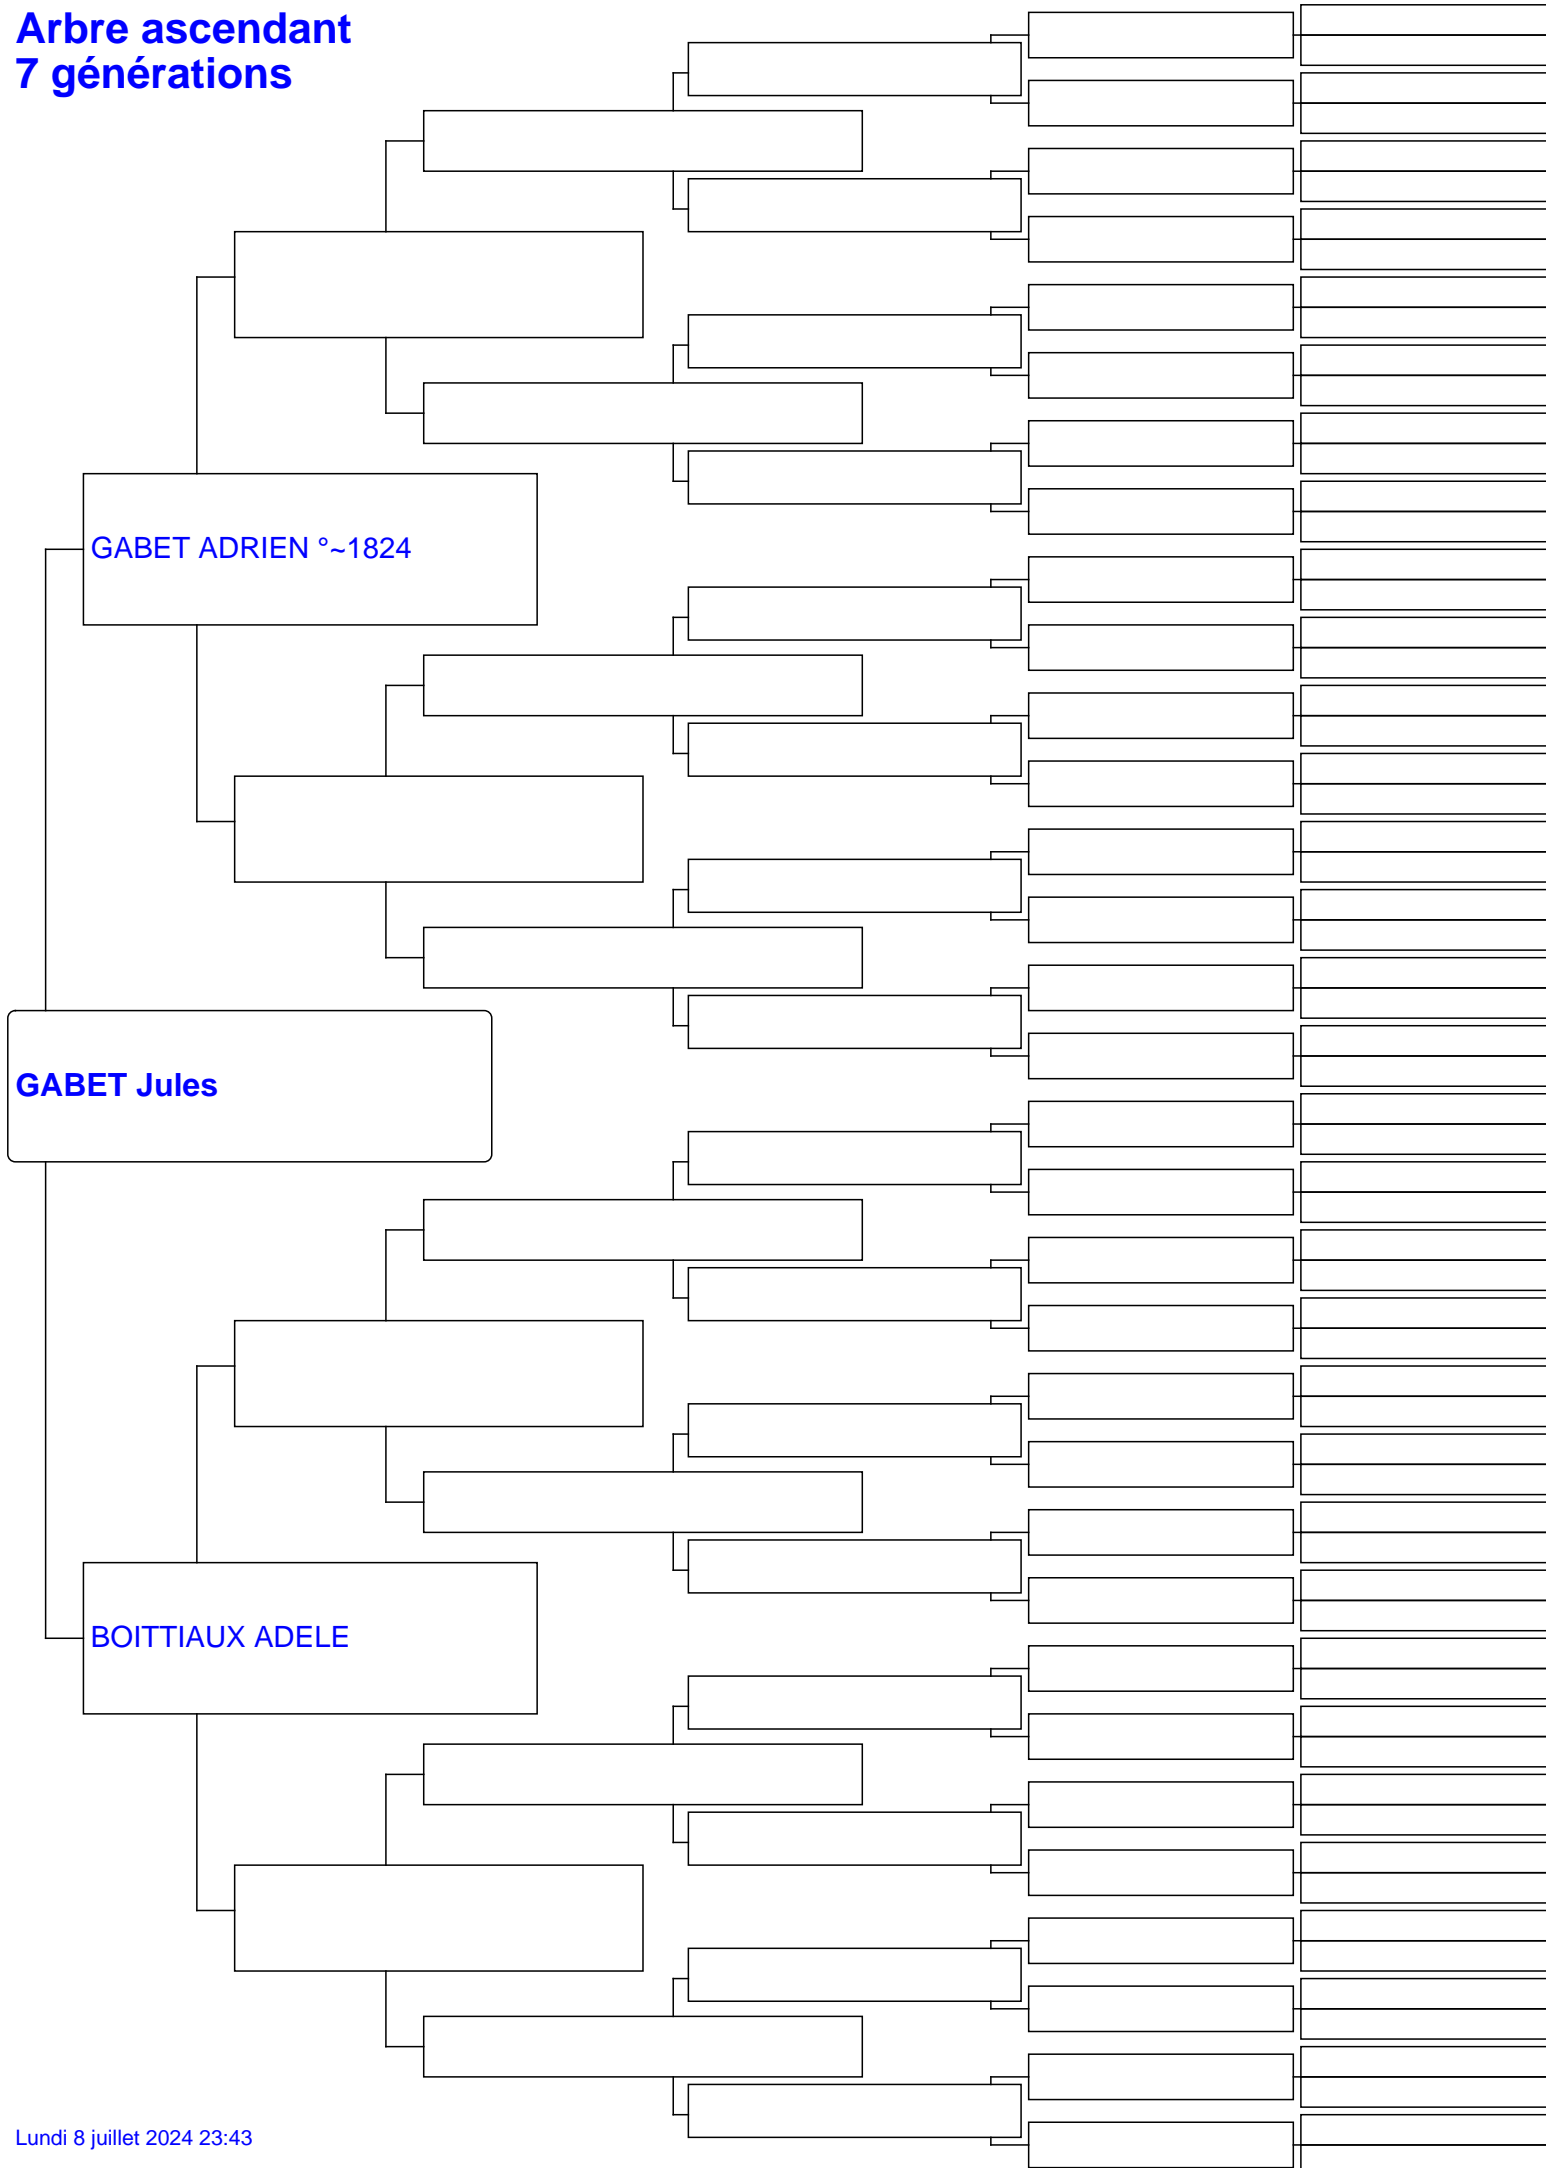 Arbre ascendant
7 générations
GABET ADRIEN °~1824
GABET Jules
BOITTIAUX ADELE
Lundi 8 juillet 2024 23:43